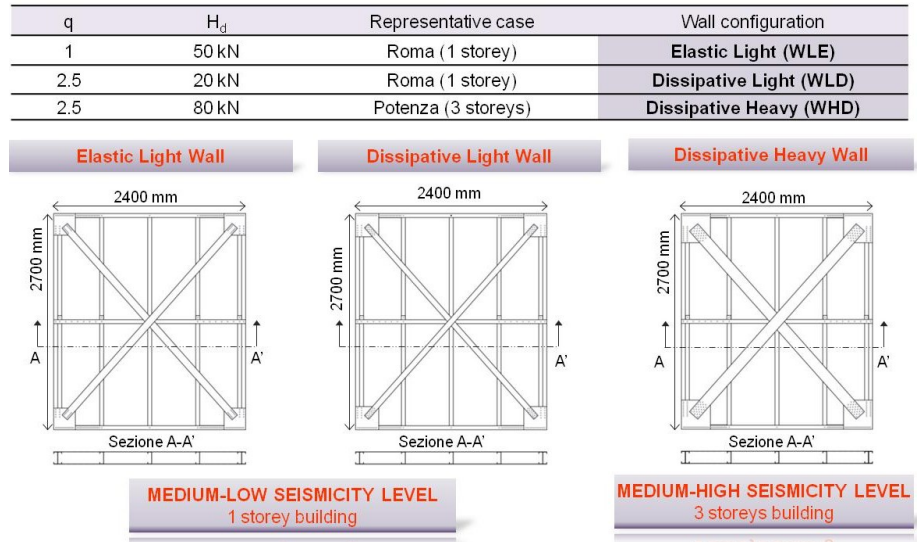 q Hd Representative case Wall configuration
1 50 kN Roma (1 storey) Elastic Light (WLE)
2.5 20 kN Roma (1 storey) Dissipative Light (WLD)
2.5 80 kN Potenza (3 storeys) Dissipative Heavy (WHD)
Elastic Light Wall Dissipative Light Wall Dissipative Heavy Wall
2400 mm 2400 mm 2400 mm
2700 mm 2700 mm 2700 mm
A A' A A' A A'
Sezione A-A' Sezione A-A' Sezione A-A'
MEDIUM-LOW SEISMICITY LEVEL
1 storey building
MEDIUM-HIGH SEISMICITY LEVEL
3 storeys building